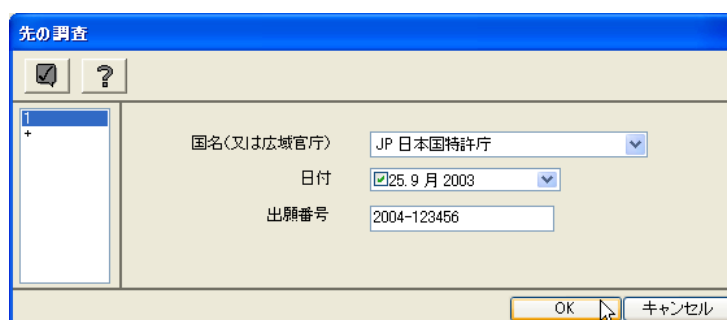 先の調査
?
1
+
国名(又は広域官庁)
JP 日本国特許庁
日付
25. 9 月 2003
出願番号
2004-123456
OK
キャンセル